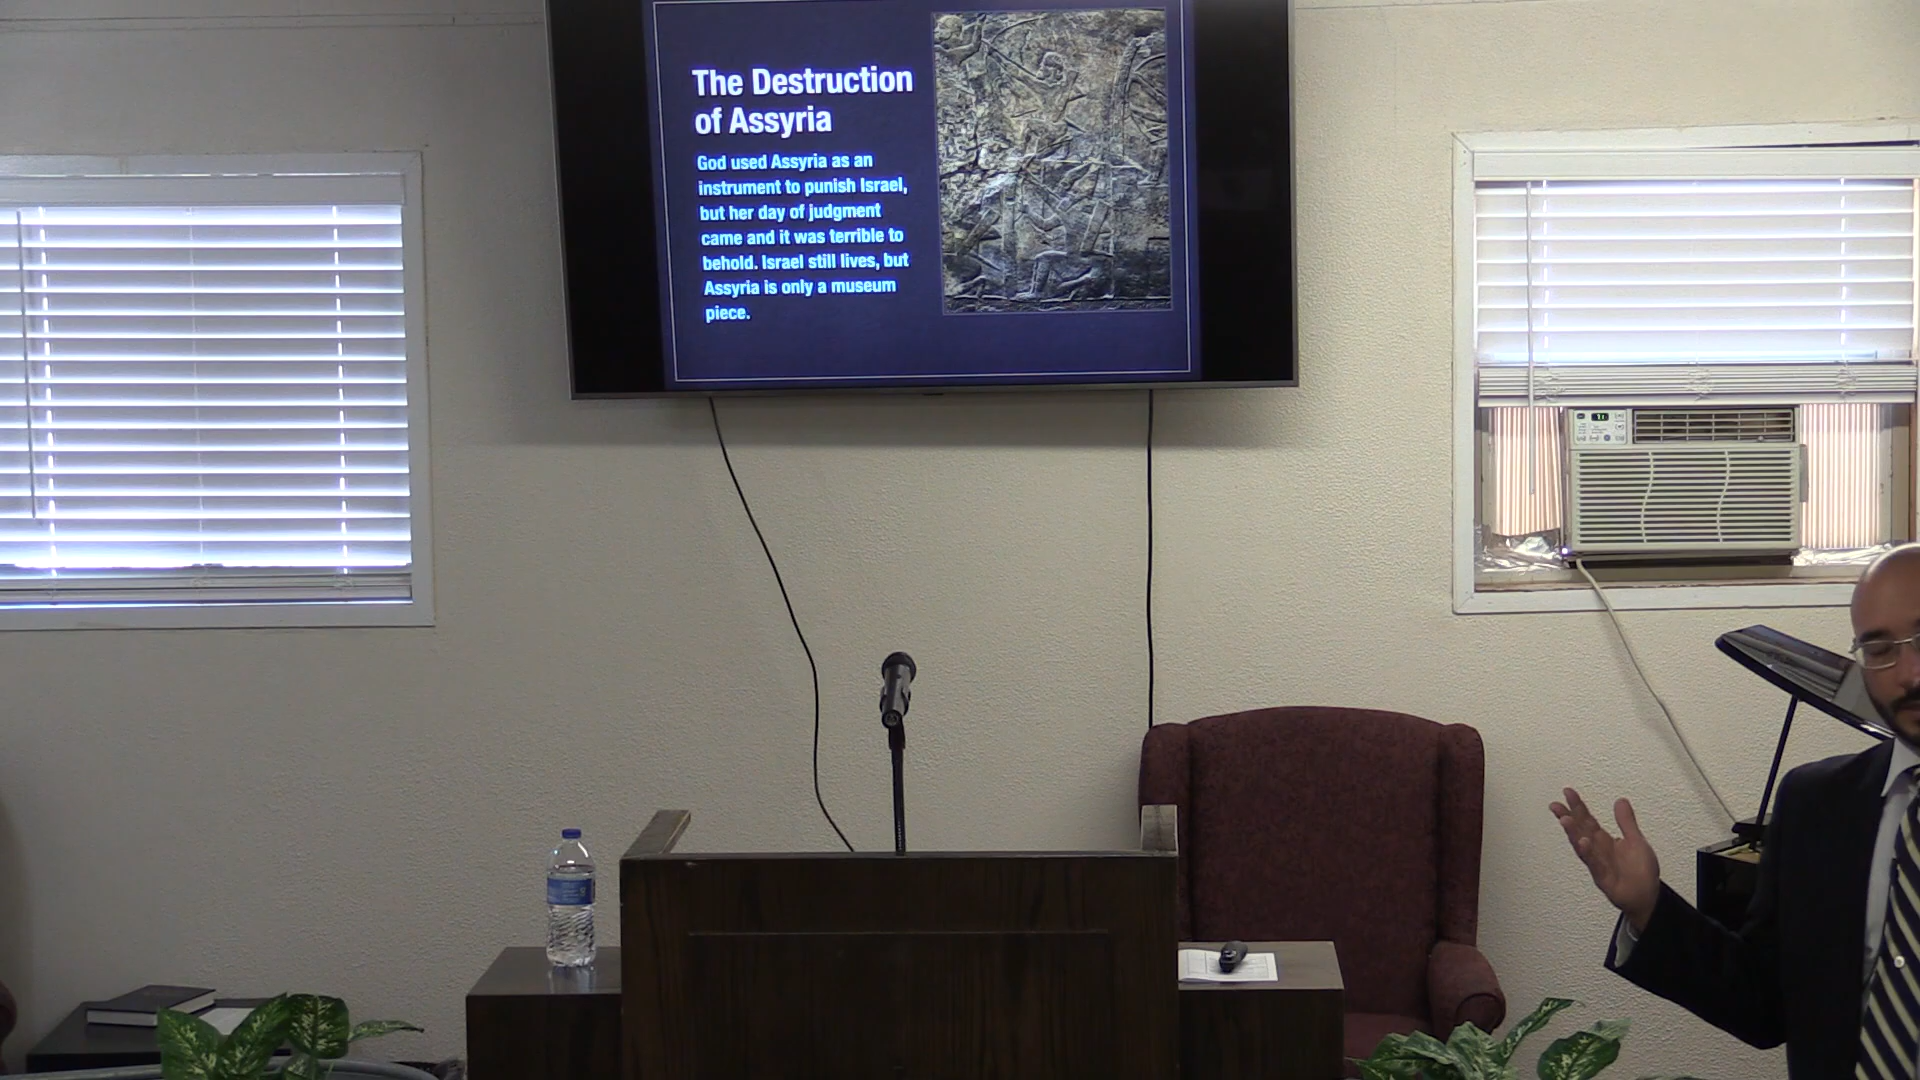 The Destruction
of Assyria
God used Assyria as an
instrument to punish Israel,
but her day of judgment
came and it was terrible to
behold. Israel still lives, but
Assyria is only a museum
piece.